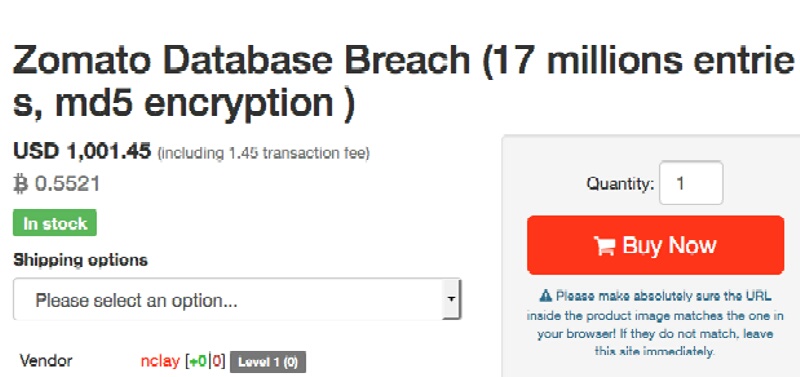 Zomato Database Breach (17 millions entrie
s, md5 encryption )
USD 1,001.45 (including 1.45 transaction fee)
฿ 0.5521
In stock
Shipping options
Please select an option...
Vendor nclay [+0|0] Level 1 (0)
Quantity: 1
Buy Now
Please make absolutely sure the URL
inside the product image matches the one in
your browser! If they do not match, leave
this site immediately.